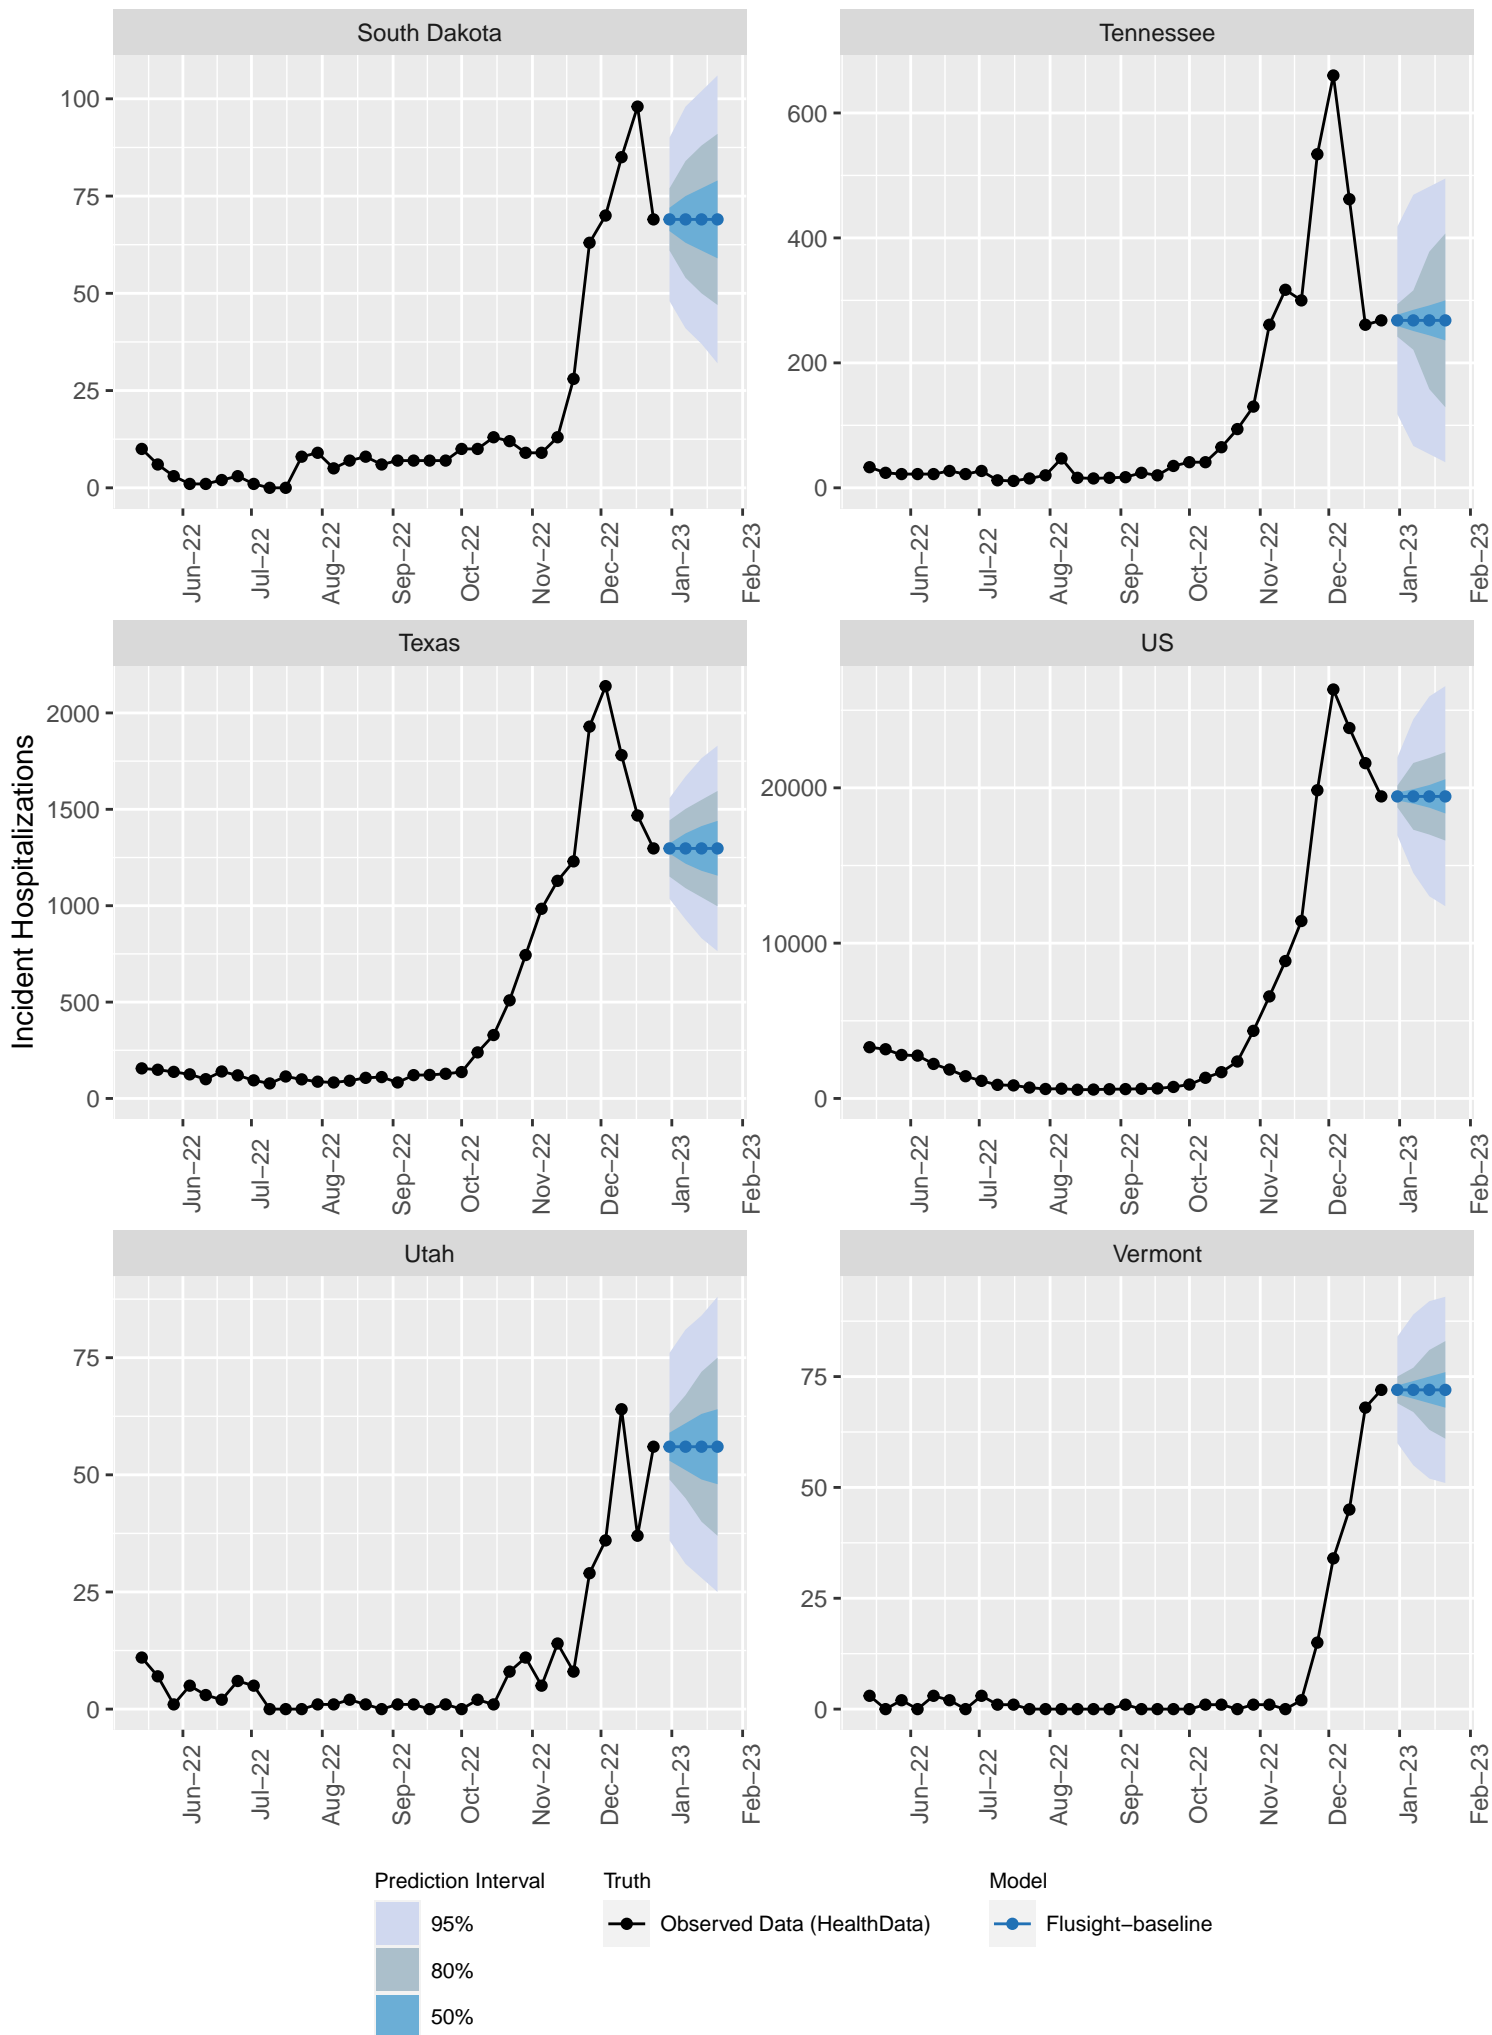 South Dakota
Tennessee
100
75
50
25
0
600
400
200
0
Jun−22
Jul−22
Aug−22
Sep−22
Oct−22
Nov−22
Dec−22
Jan−23
Feb−23
Jun−22
Jul−22
Aug−22
Sep−22
Oct−22
Nov−22
Dec−22
Jan−23
Feb−23
Incident Hospitalizations
Texas
US
2000
1500
1000
500
0
20000
10000
0
Jun−22
Jul−22
Aug−22
Sep−22
Oct−22
Nov−22
Dec−22
Jan−23
Feb−23
Jun−22
Jul−22
Aug−22
Sep−22
Oct−22
Nov−22
Dec−22
Jan−23
Feb−23
Utah
Vermont
75
50
25
0
75
50
25
0
Jun−22
Jul−22
Aug−22
Sep−22
Oct−22
Nov−22
Dec−22
Jan−23
Feb−23
Jun−22
Jul−22
Aug−22
Sep−22
Oct−22
Nov−22
Dec−22
Jan−23
Feb−23
Prediction Interval
95%
80%
50%
Truth
Observed Data (HealthData)
Model
Flusight−baseline